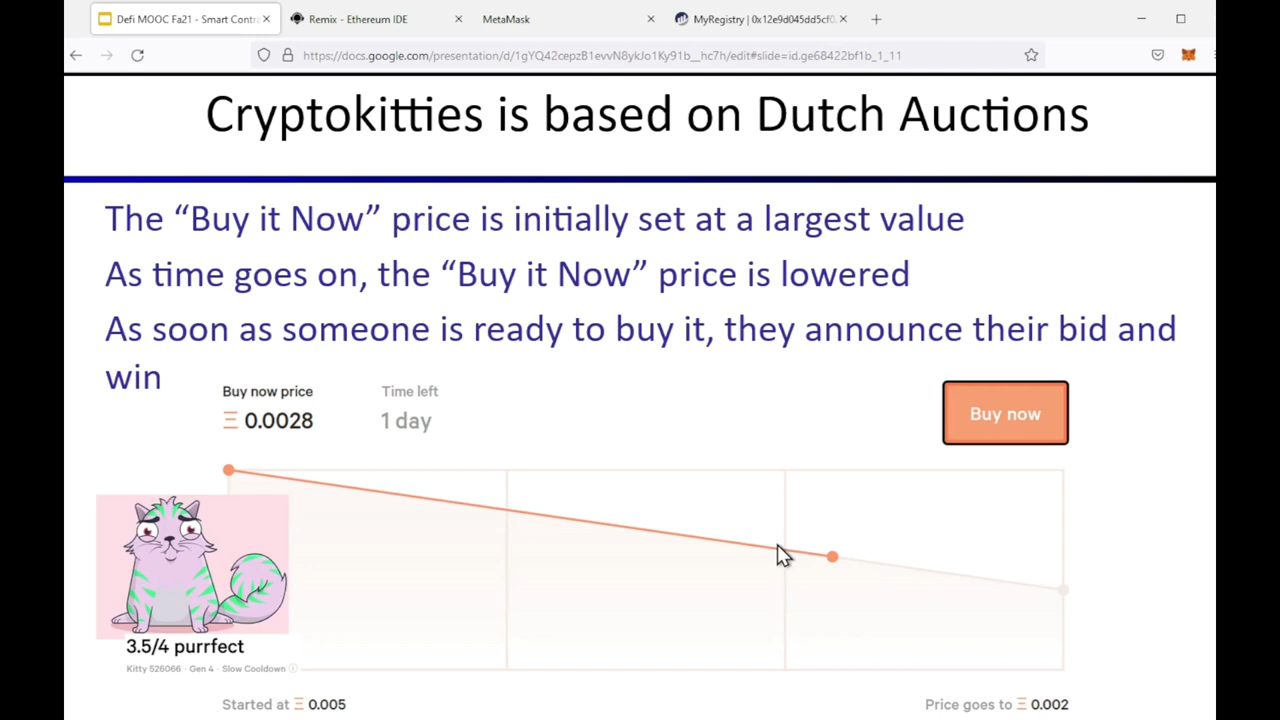 Defi MOOC Fa21 - Smart Contra
Remix - Ethereum IDE
MetaMask
MyRegistry | 0x12e9d045dd5cf0.
https://docs.google.com/presentation/d/1gYQ42cepzB1evvN8ykJo1Ky91b__hc7h/edit#slide=id.ge68422bf1b_1_11
Cryptokitties is based on Dutch Auctions
The “Buy it Now” price is initially set at a largest value
As time goes on, the “Buy it Now” price is lowered
As soon as someone is ready to buy it, they announce their bid and
win
Buy now price
Time left
Ξ 0.0028
1 day
Buy now
3.5/4 purrfect
Kitty 526066 · Gen 4 · Slow Cooldown
Started at Ξ 0.005
Price goes to Ξ 0.002